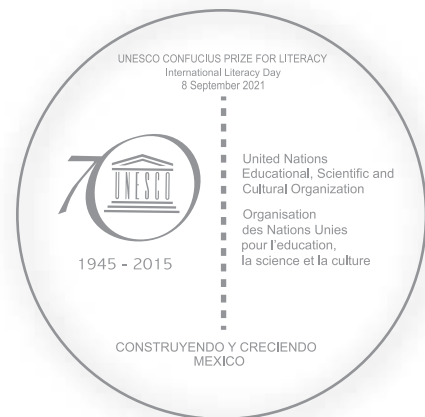 UNESCO CONFUCIUS PRIZE FOR LITERACY
International Literacy Day
8 September 2021
70
UNESCO
1945 - 2015
United Nations
Educational, Scientific and
Cultural Organization
Organisation
des Nations Unies
pour l'education,
la science et la culture
CONSTRUYENDO Y CRECIENDO
MEXICO